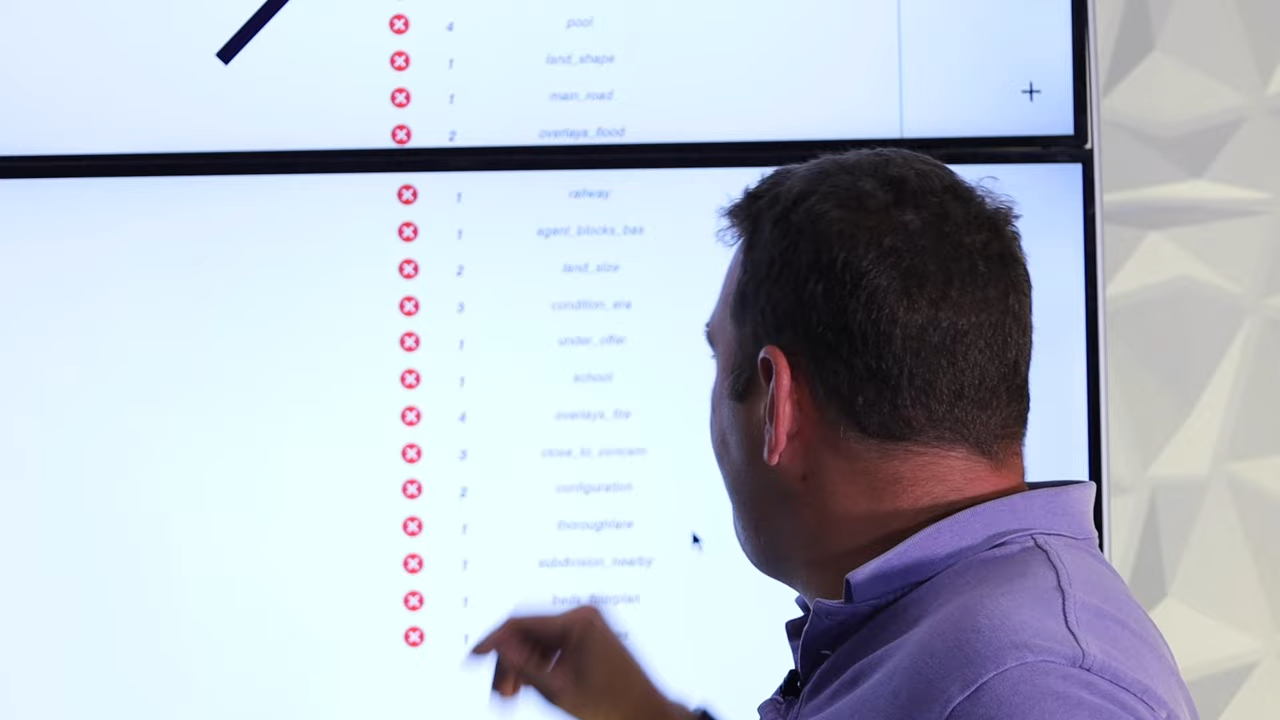 4 pool
1 land_shape
1 main_road
2 overlays_flood
1 railway
1 agent_blocks_bas
2 land_size
3 condition_era
1 under_offer
1 school
4 overlays_fire
3 close_to_concern
2 configuration
1 thoroughfare
1 subdivision_nearby
1
1